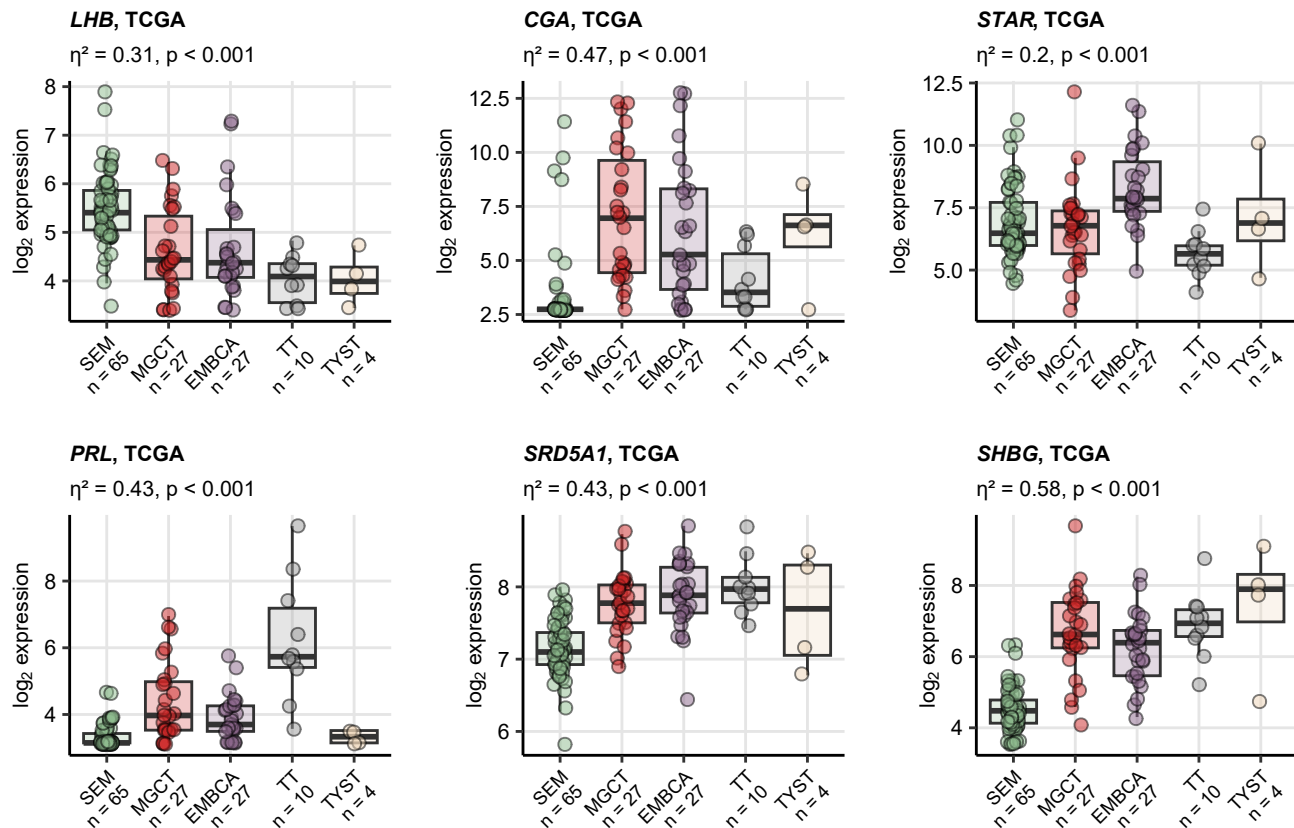 LHB, TCGA
η² = 0.31, p < 0.001
log₂ expression
8
7
6
5
4
SEM
n = 65
MGCT
n = 27
EMBCA
n = 27
TT
n = 10
TYST
n = 4
CGA, TCGA
η² = 0.47, p < 0.001
log₂ expression
12.5
10.0
7.5
5.0
2.5
SEM
n = 65
MGCT
n = 27
EMBCA
n = 27
TT
n = 10
TYST
n = 4
STAR, TCGA
η² = 0.2, p < 0.001
log₂ expression
12.5
10.0
7.5
5.0
SEM
n = 65
MGCT
n = 27
EMBCA
n = 27
TT
n = 10
TYST
n = 4
PRL, TCGA
η² = 0.43, p < 0.001
log₂ expression
8
6
4
SEM
n = 65
MGCT
n = 27
EMBCA
n = 27
TT
n = 10
TYST
n = 4
SRD5A1, TCGA
η² = 0.43, p < 0.001
log₂ expression
8
7
6
SEM
n = 65
MGCT
n = 27
EMBCA
n = 27
TT
n = 10
TYST
n = 4
SHBG, TCGA
η² = 0.58, p < 0.001
log₂ expression
8
6
4
SEM
n = 65
MGCT
n = 27
EMBCA
n = 27
TT
n = 10
TYST
n = 4